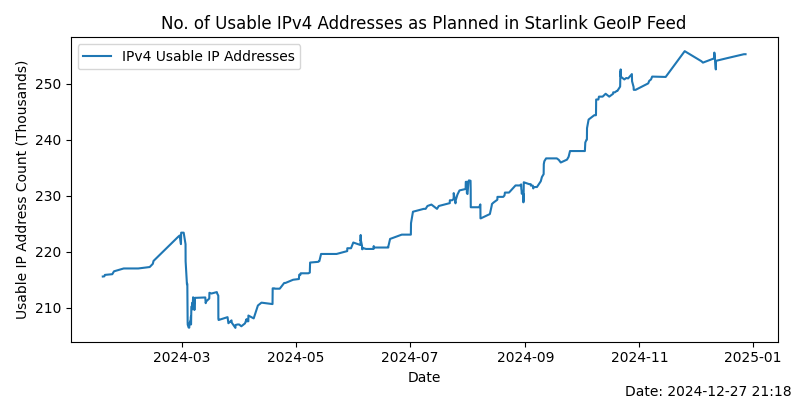 No. of Usable IPv4 Addresses as Planned in Starlink GeoIP Feed
IPv4 Usable IP Addresses
Usable IP Address Count (Thousands)
250
240
230
220
210
2024-03 2024-05 2024-07 2024-09 2024-11 2025-01
Date
Date: 2024-12-27 21:18